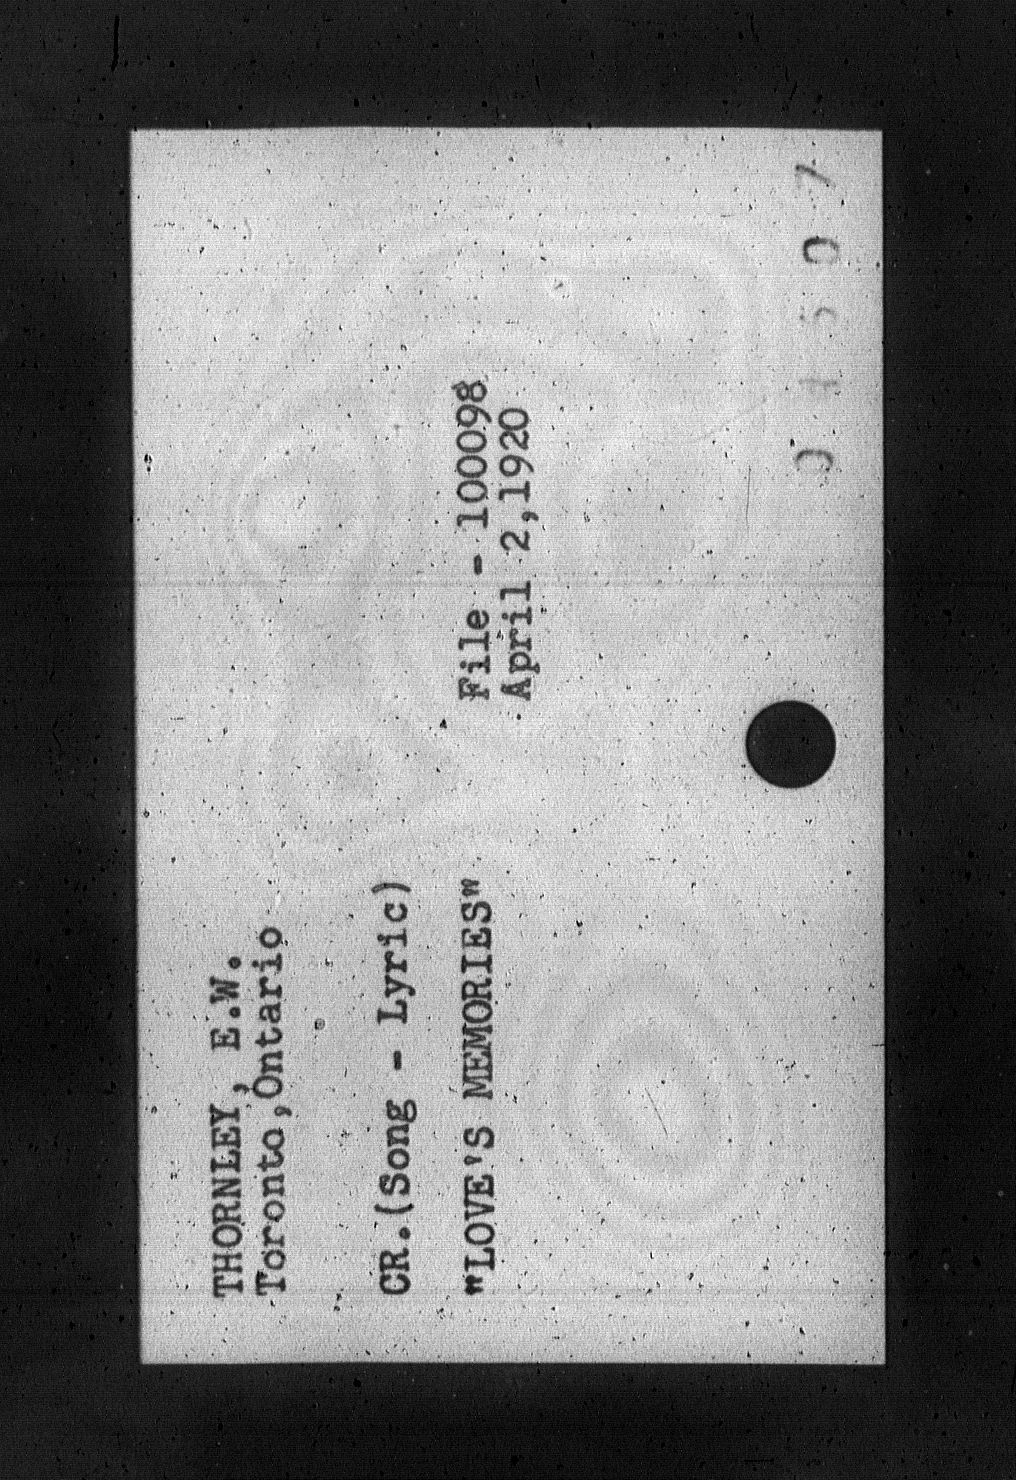 THORNLEY, E.W.
Toronto,Ontario
CR.(Song - Lyric)
"LOVE'S MEMORIES"
File - 100098
April 2,1920